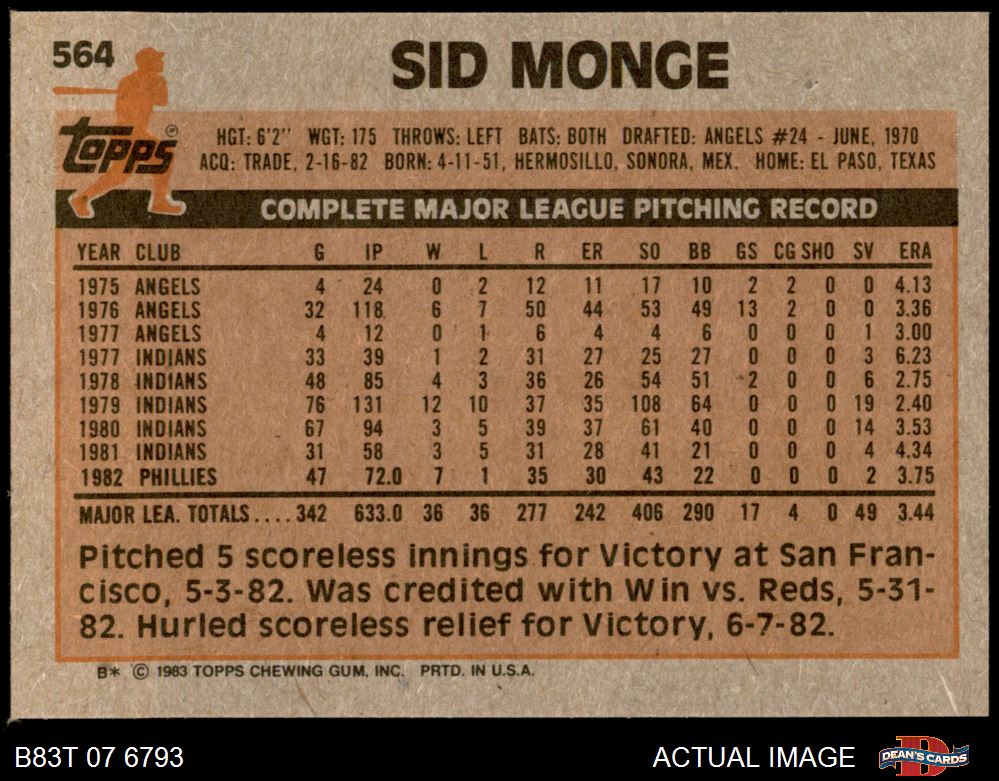 564
SID MONGE
Topps®
HGT: 6'2" WGT: 175 THROWS: LEFT BATS: BOTH DRAFTED: ANGELS #24 - JUNE, 1970
ACQ: TRADE, 2-16-82 BORN: 4-11-51, HERMOSILLO, SONORA, MEX. HOME: EL PASO, TEXAS
COMPLETE MAJOR LEAGUE PITCHING RECORD
YEAR CLUB G IP W L R ER SO BB GS CG SHO SV ERA
1975 ANGELS 4 24 0 2 12 11 17 10 2 2 0 0 4.13
1976 ANGELS 32 118 6 7 50 44 53 49 13 2 0 0 3.36
1977 ANGELS 4 12 0 1 6 4 4 6 0 0 0 1 3.00
1977 INDIANS 33 39 1 2 31 27 25 27 0 0 0 3 6.23
1978 INDIANS 48 85 4 3 36 26 54 51 2 0 0 6 2.75
1979 INDIANS 76 131 12 10 37 35 108 64 0 0 0 19 2.40
1980 INDIANS 67 94 3 5 39 37 61 40 0 0 0 14 3.53
1981 INDIANS 31 58 3 5 31 28 41 21 0 0 0 4 4.34
1982 PHILLIES 47 72.0 7 1 35 30 43 22 0 0 0 2 3.75
MAJOR LEA. TOTALS.... 342 633.0 36 36 277 242 406 290 17 4 0 49 3.44
Pitched 5 scoreless innings for Victory at San Fran-
cisco, 5-3-82. Was credited with Win vs. Reds, 5-31-
82. Hurled scoreless relief for Victory, 6-7-82.
B* © 1983 TOPPS CHEWING GUM, INC. PRTD. IN U.S.A.
B83T 07 6793 ACTUAL IMAGE DEAN'S CARDS